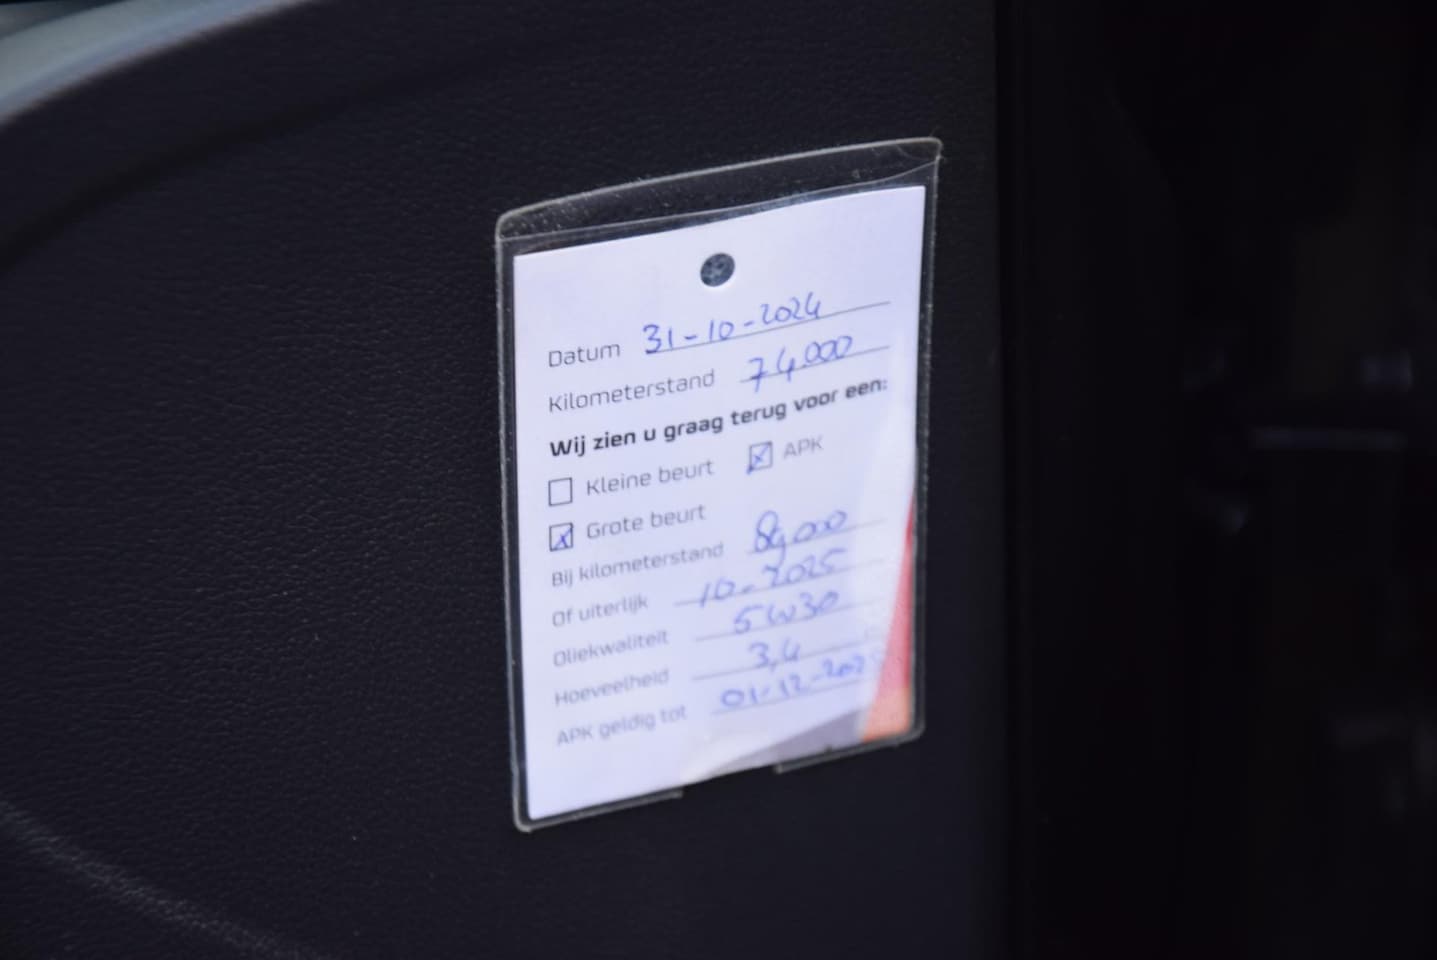 Datum 31-10-2024
Kilometerstand 74.000
Wij zien u graag terug voor een:
Kleine beurt APK
Grote beurt
Bij kilometerstand 89.000
Of uiterlijk 10-2025
Oliekwaliteit 5W30
Hoeveelheid 3,4
APK geldig tot